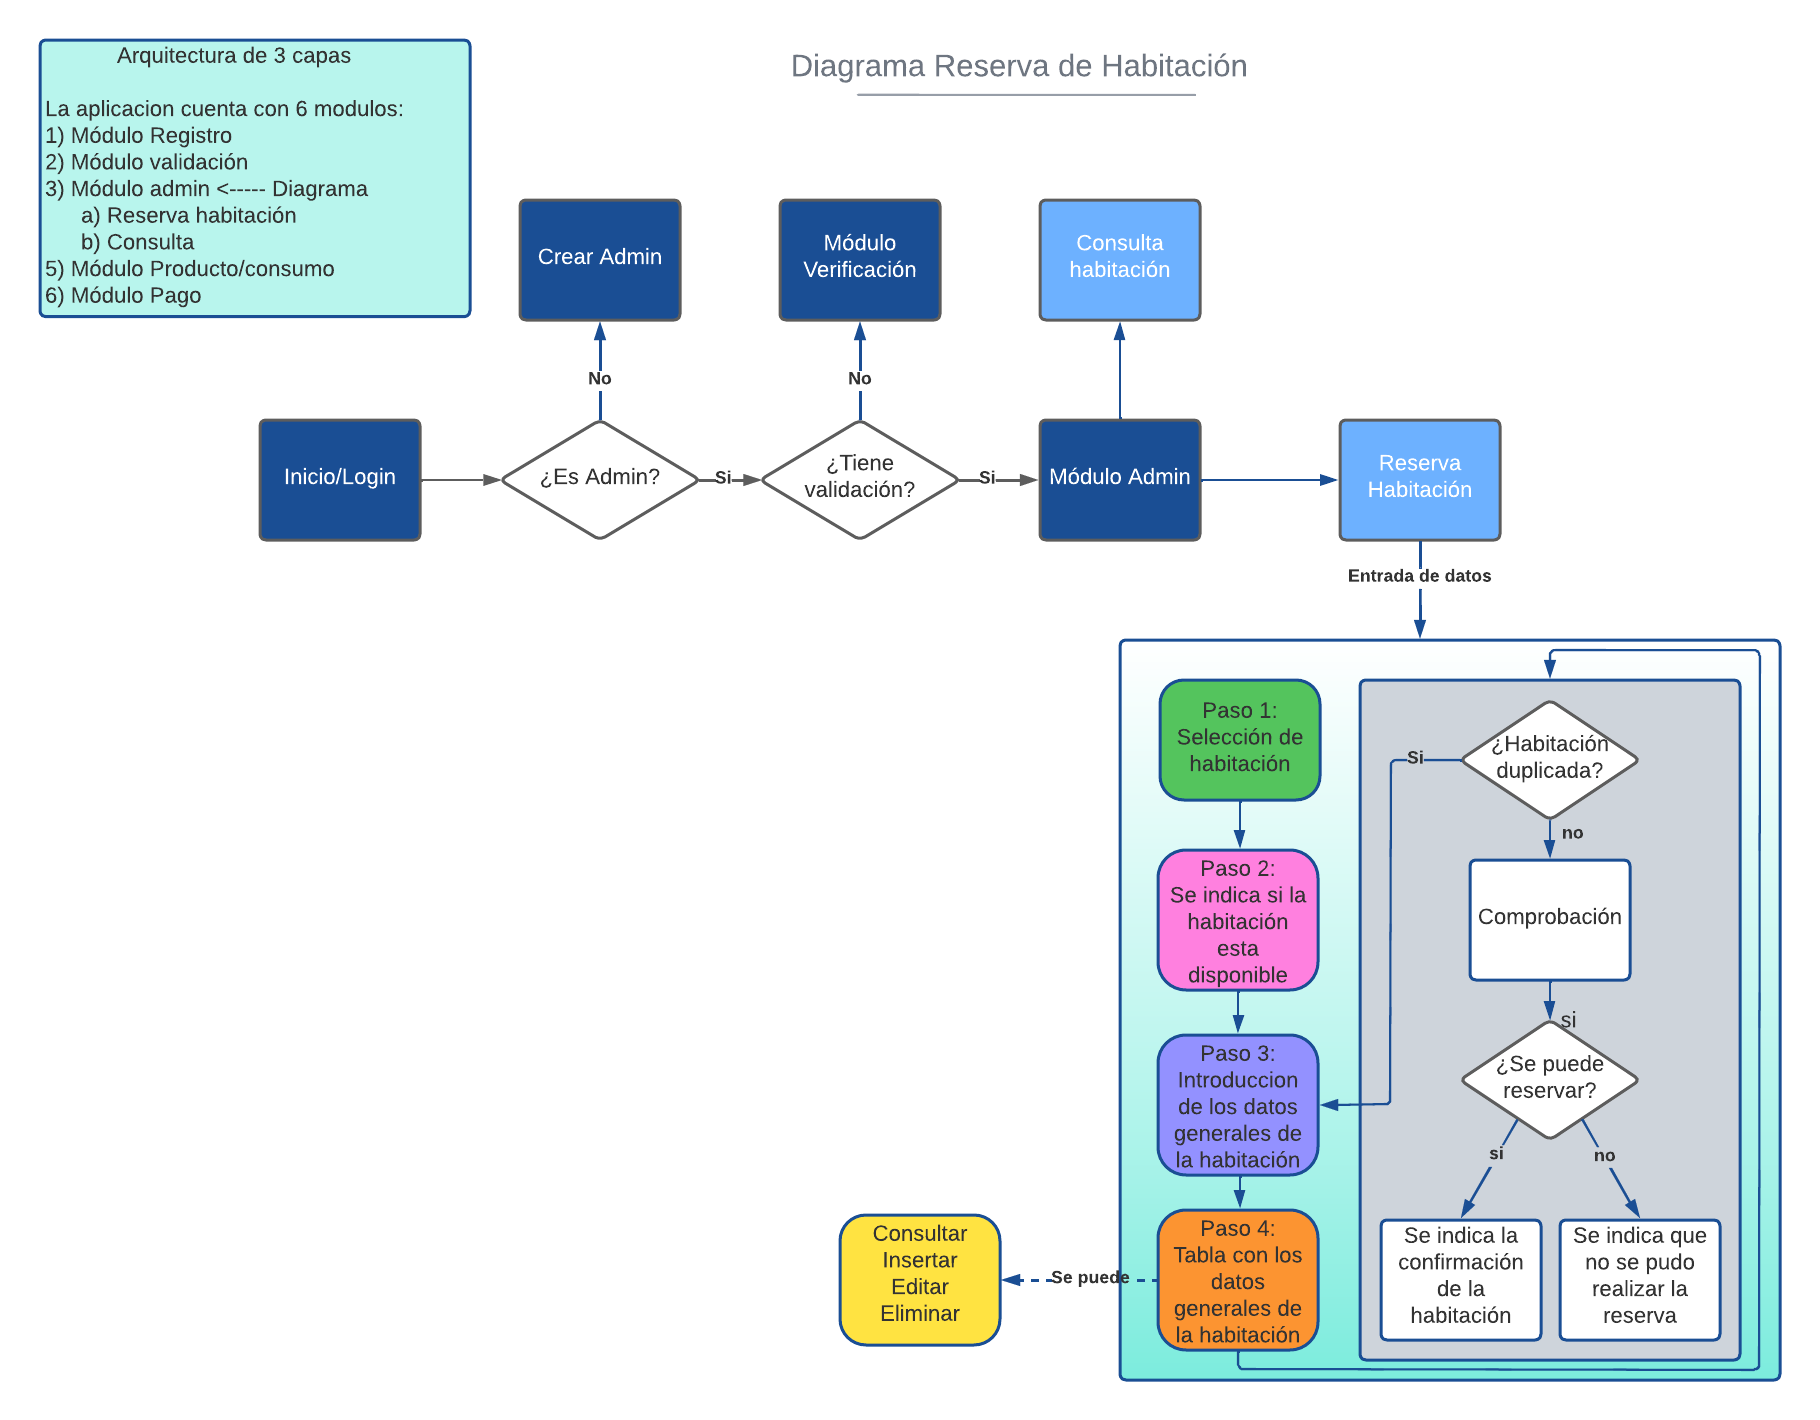 Arquitectura de 3 capas
La aplicacion cuenta con 6 modulos:
1) Módulo Registro
2) Módulo validación
3) Módulo admin <----- Diagrama
a) Reserva habitación
b) Consulta
5) Módulo Producto/consumo
6) Módulo Pago
Diagrama Reserva de Habitación
Crear Admin
Módulo
Verificación
Consulta
habitación
No
No
Inicio/Login
¿Es Admin?
Si
¿Tiene
validación?
Si
Módulo Admin
Reserva
Habitación
Entrada de datos
Paso 1:
Selección de
habitación
Paso 2:
Se indica si la
habitación
esta
disponible
Paso 3:
Introduccion
de los datos
generales de
la habitación
Paso 4:
Tabla con los
datos
generales de
la habitación
Se puede
Consultar
Insertar
Editar
Eliminar
¿Habitación
duplicada?
Si
no
Comprobación
si
¿Se puede
reservar?
si
no
Se indica la
confirmación
de la
habitación
Se indica que
no se pudo
realizar la
reserva